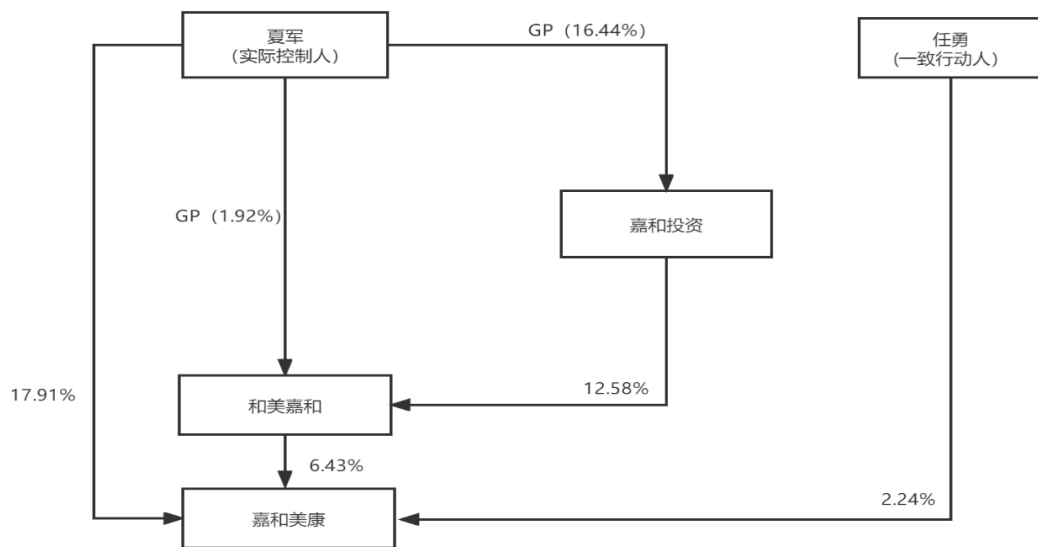 夏军
（实际控制人）
GP（16.44%）
任勇
（一致行动人）
GP（1.92%）
嘉和投资
17.91%
12.58%
和美嘉和
6.43%
2.24%
嘉和美康